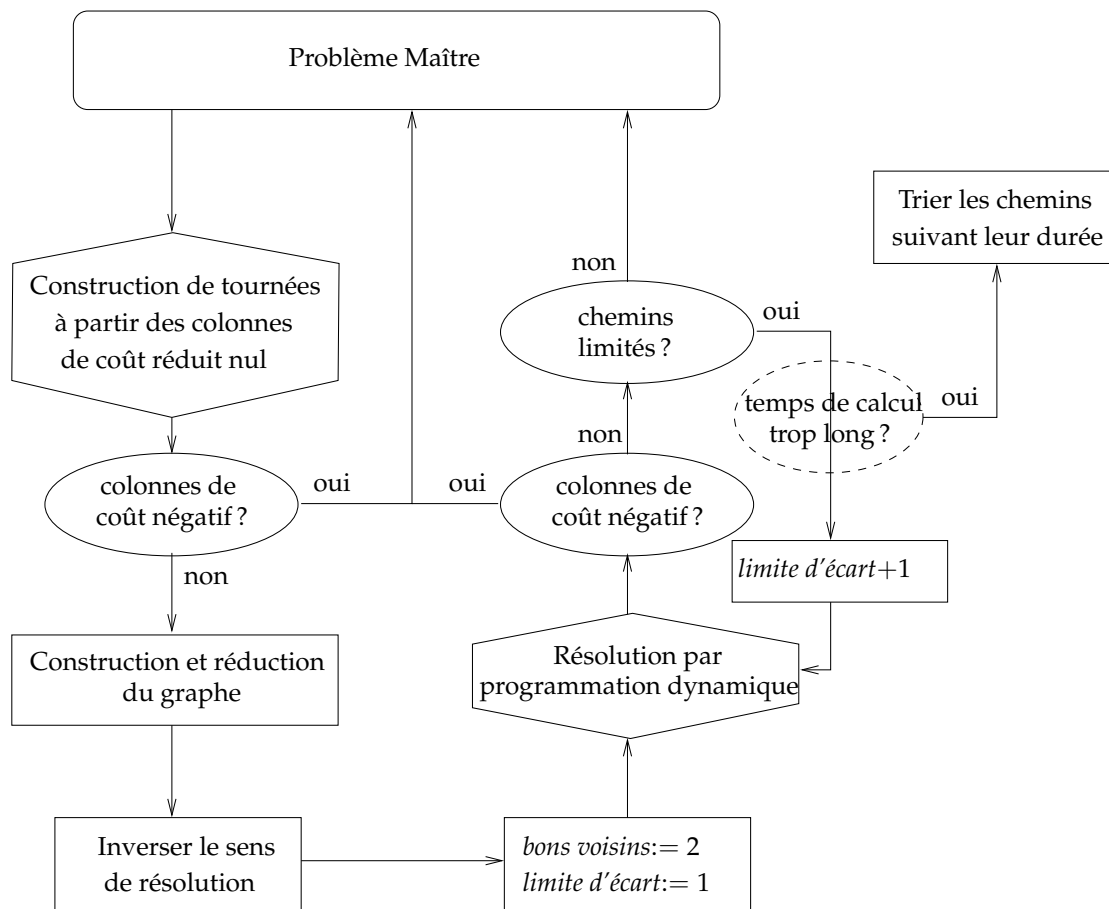 Problème Maître
Trier les chemins
suivant leur durée
Construction de tournées
à partir des colonnes
de coût réduit nul
non
chemins
limités ?
oui
temps de calcul
trop long ?
oui
non
colonnes de
coût négatif ?
oui
oui
colonnes de
coût négatif ?
non
limite d'écart+1
Construction et réduction
du graphe
Résolution par
programmation dynamique
Inverser le sens
de résolution
bons voisins:= 2
limite d'écart:= 1